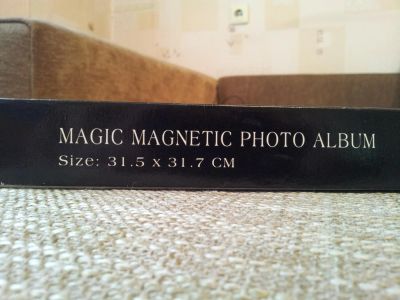 MAGIC MAGNETIC PHOTO ALBUM
Size: 31.5 x 31.7 CM